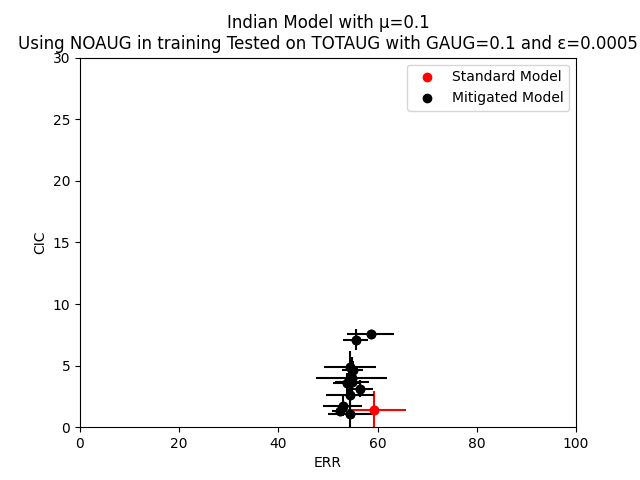 Indian Model with μ=0.1
Using NOAUG in training Tested on TOTAUG with GAUG=0.1 and ε=0.0005
Standard Model
Mitigated Model
30
25
20
15
10
5
0
CIC
0 20 40 60 80 100
ERR